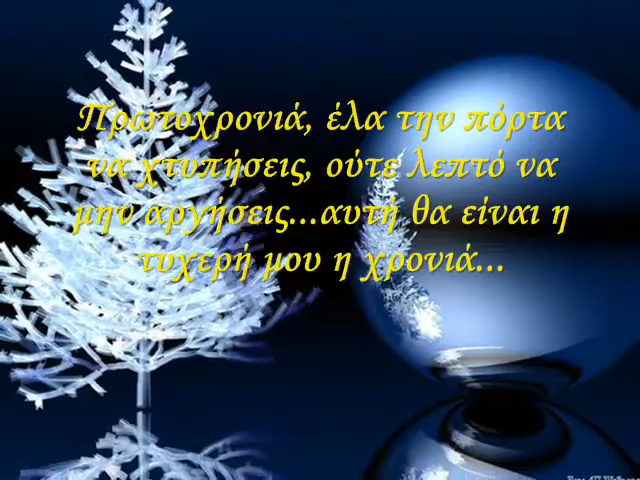 Πρωτοχρονιά, έλα την πόρτα
να χτυπήσεις, ούτε λεπτό να
μην αργήσεις...αυτή θα είναι η
τυχερή μου η χρονιά...